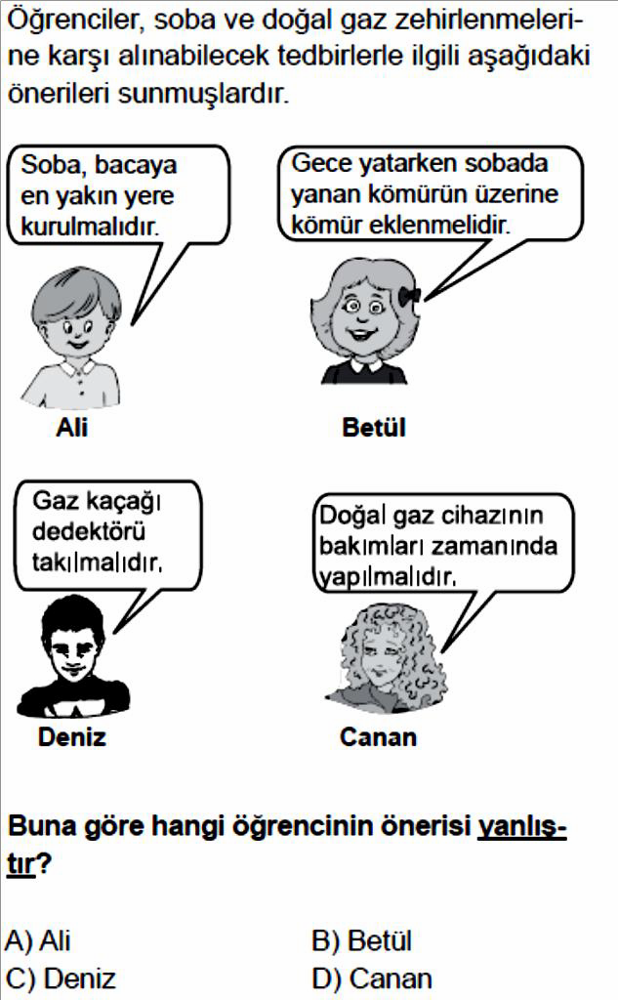 Öğrenciler, soba ve doğal gaz zehirlenmeleri-
ne karşı alınabilecek tedbirlerle ilgili aşağıdaki
önerileri sunmuşlardır.
Soba, bacaya
en yakın yere
kurulmalıdır.
Gece yatarken sobada
yanan kömürün üzerine
kömür eklenmelidir.
Ali
Betül
Gaz kaçağı
dedektörü
takılmalıdır.
Doğal gaz cihazının
bakımları zamanında
yapılmalıdır.
Deniz
Canan
Buna göre hangi öğrencinin önerisi yanlış-
tır?
A) Ali
B) Betül
C) Deniz
D) Canan